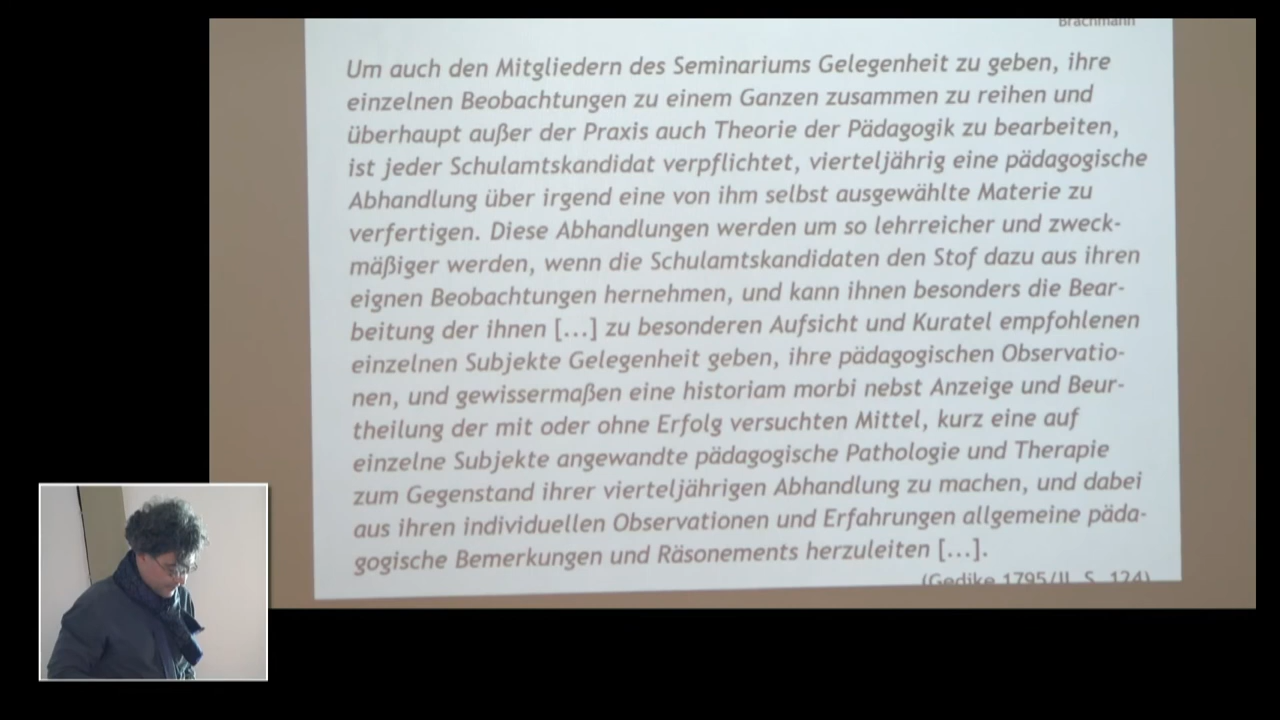 Brachmann
Um auch den Mitgliedern des Seminariums Gelegenheit zu geben, ihre
einzelnen Beobachtungen zu einem Ganzen zusammen zu reihen und
überhaupt außer der Praxis auch Theorie der Pädagogik zu bearbeiten,
ist jeder Schulamtskandidat verpflichtet, vierteljährig eine pädagogische
Abhandlung über irgend eine von ihm selbst ausgewählte Materie zu
verfertigen. Diese Abhandlungen werden um so lehrreicher und zweck-
mäßiger werden, wenn die Schulamtskandidaten den Stof dazu aus ihren
eignen Beobachtungen hernehmen, und kann ihnen besonders die Bear-
beitung der ihnen [...] zu besonderen Aufsicht und Kuratel empfohlenen
einzelnen Subjekte Gelegenheit geben, ihre pädagogischen Observatio-
nen, und gewissermaßen eine historiam morbi nebst Anzeige und Beur-
theilung der mit oder ohne Erfolg versuchten Mittel, kurz eine auf
einzelne Subjekte angewandte pädagogische Pathologie und Therapie
zum Gegenstand ihrer vierteljährigen Abhandlung zu machen, und dabei
aus ihren individuellen Observationen und Erfahrungen allgemeine päda-
gogische Bemerkungen und Räsonements herzuleiten [...].
(Gedike 1795/II, S. 124)